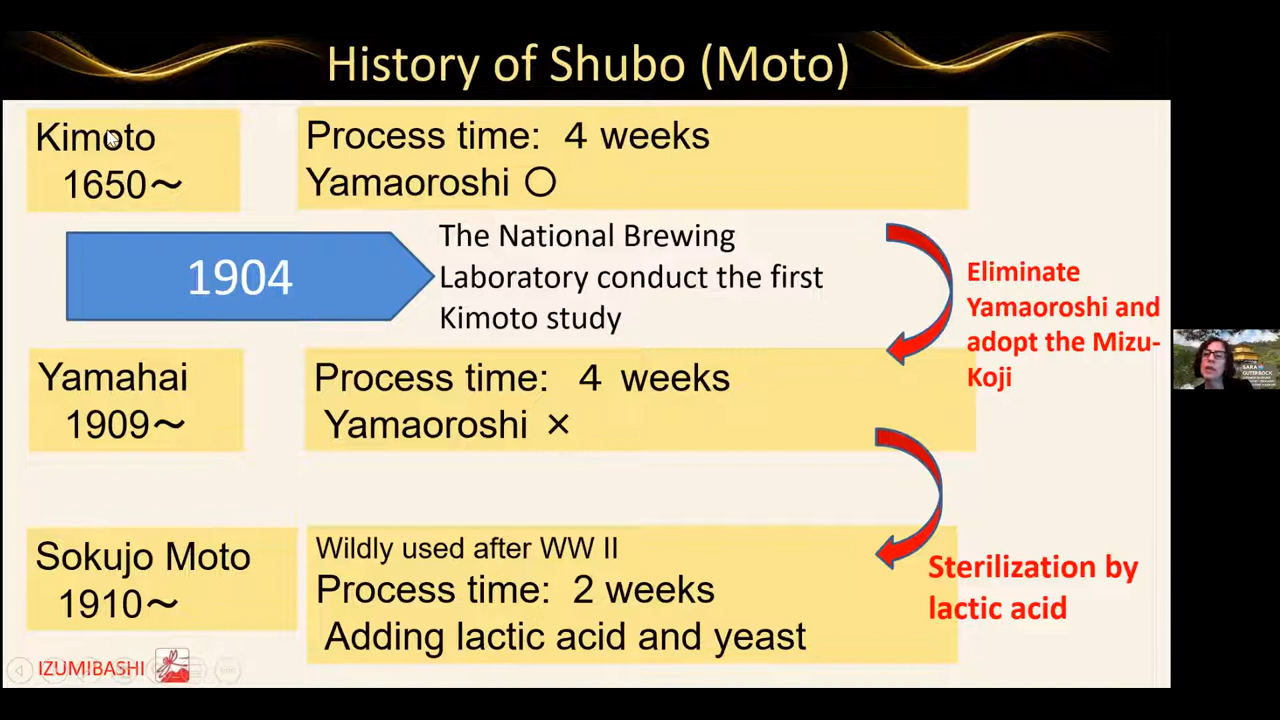 History of Shubo (Moto)
Kimoto
1650～
Process time: 4 weeks
Yamaoroshi ○
1904
The National Brewing
Laboratory conduct the first
Kimoto study
Eliminate
Yamaoroshi and
adopt the Mizu-
Koji
Yamahai
1909～
Process time: 4 weeks
Yamaoroshi ×
Sokujo Moto
1910～
Wildly used after WW II
Process time: 2 weeks
Adding lactic acid and yeast
Sterilization by
lactic acid
IZUMIBASHI
SARA
GUTERBOCK